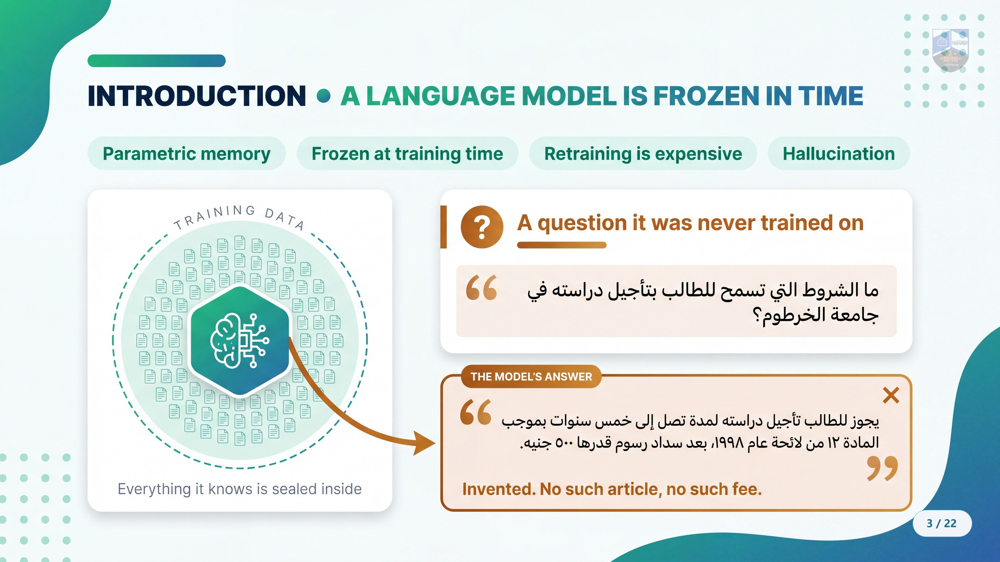 INTRODUCTION • A LANGUAGE MODEL IS FROZEN IN TIME
Parametric memory
Frozen at training time
Retraining is expensive
Hallucination
TRAINING DATA
Everything it knows is sealed inside
?
A question it was never trained on
“
ما الشروط التي تسمح للطالب بتأجيل دراسته في
جامعة الخرطوم؟
THE MODEL'S ANSWER
“
يجوز للطالب تأجيل دراسته لمدة تصل إلى خمس سنوات بموجب
المادة ١٢ من لائحة عام ١٩٩٨، بعد سداد رسوم قدرها ٥٠٠ جنيه.
”
Invented. No such article, no such fee.
3 / 22